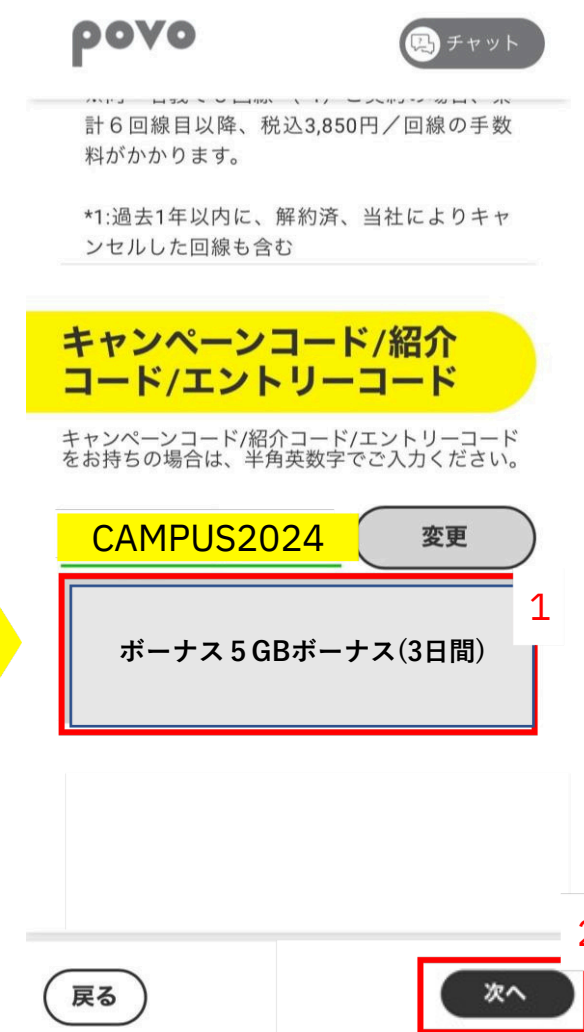 povo
チャット
計6回線目以降、税込3,850円／回線の手数
料がかかります。
*1:過去1年以内に、解約済、当社によりキャ
ンセルした回線も含む
キャンペーンコード/紹介
コード/エントリーコード
キャンペーンコード/紹介コード/エントリーコード
をお持ちの場合は、半角英数字でご入力ください。
CAMPUS2024
変更
1
ボーナス５GBボーナス(3日間)
2
戻る
次へ